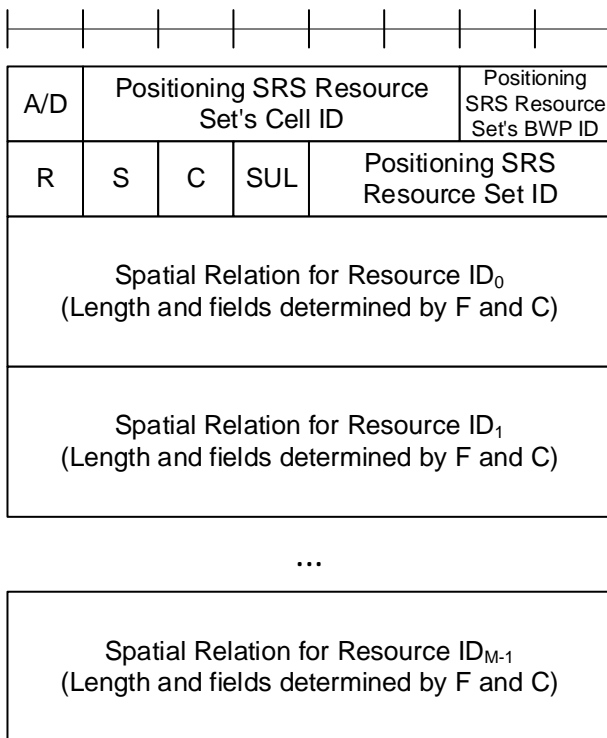 A/D
Positioning SRS Resource
Set's Cell ID
Positioning
SRS Resource
Set's BWP ID
R
S
C
SUL
Positioning SRS
Resource Set ID
Spatial Relation for Resource ID0
(Length and fields determined by F and C)
Spatial Relation for Resource ID1
(Length and fields determined by F and C)
...
Spatial Relation for Resource IDM-1
(Length and fields determined by F and C)